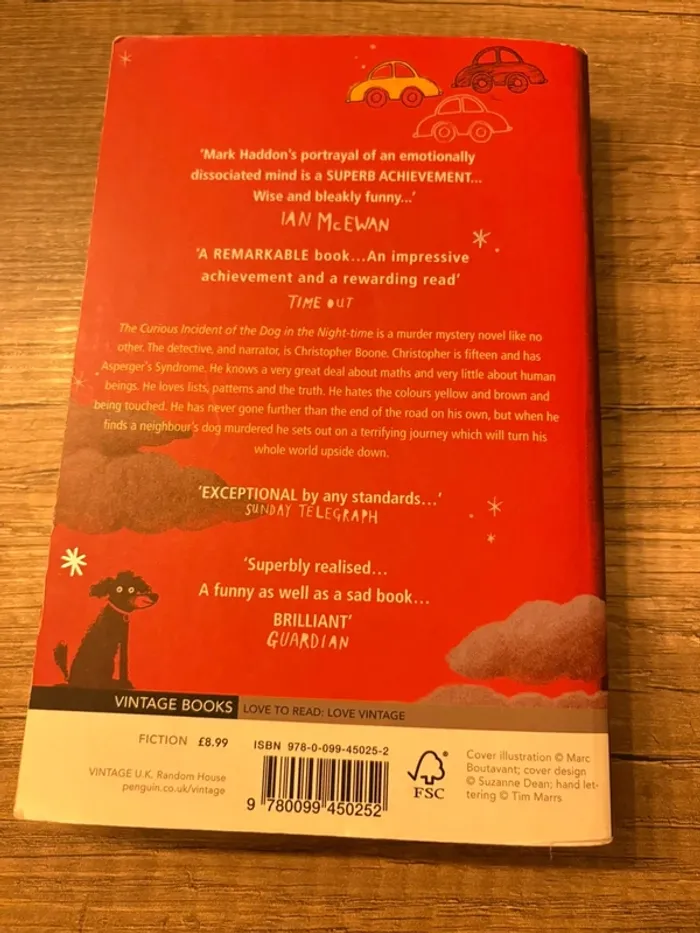 'Mark Haddon's portrayal of an emotionally
dissociated mind is a SUPERB ACHIEVEMENT...
Wise and bleakly funny...'
IAN McEWAN
'A REMARKABLE book...An impressive
achievement and a rewarding read'
TIME OUT
The Curious Incident of the Dog in the Night-time is a murder mystery novel like no
other. The detective, and narrator, is Christopher Boone. Christopher is fifteen and has
Asperger's Syndrome. He knows a very great deal about maths and very little about human
beings. He loves lists, patterns and the truth. He hates the colours yellow and brown and
being touched. He has never gone further than the end of the road on his own, but when he
finds a neighbour's dog murdered he sets out on a terrifying journey which will turn his
whole world upside down.
'EXCEPTIONAL by any standards...'
SUNDAY TELEGRAPH
'Superbly realised...
A funny as well as a sad book...
BRILLIANT'
GUARDIAN
VINTAGE BOOKS LOVE TO READ: LOVE VINTAGE
FICTION £8.99
VINTAGE U.K. Random House
penguin.co.uk/vintage
ISBN 978-0-099-45025-2
9 780099 450252
FSC
Cover illustration © Marc
Boutavant; cover design
© Suzanne Dean; hand let-
tering © Tim Marrs